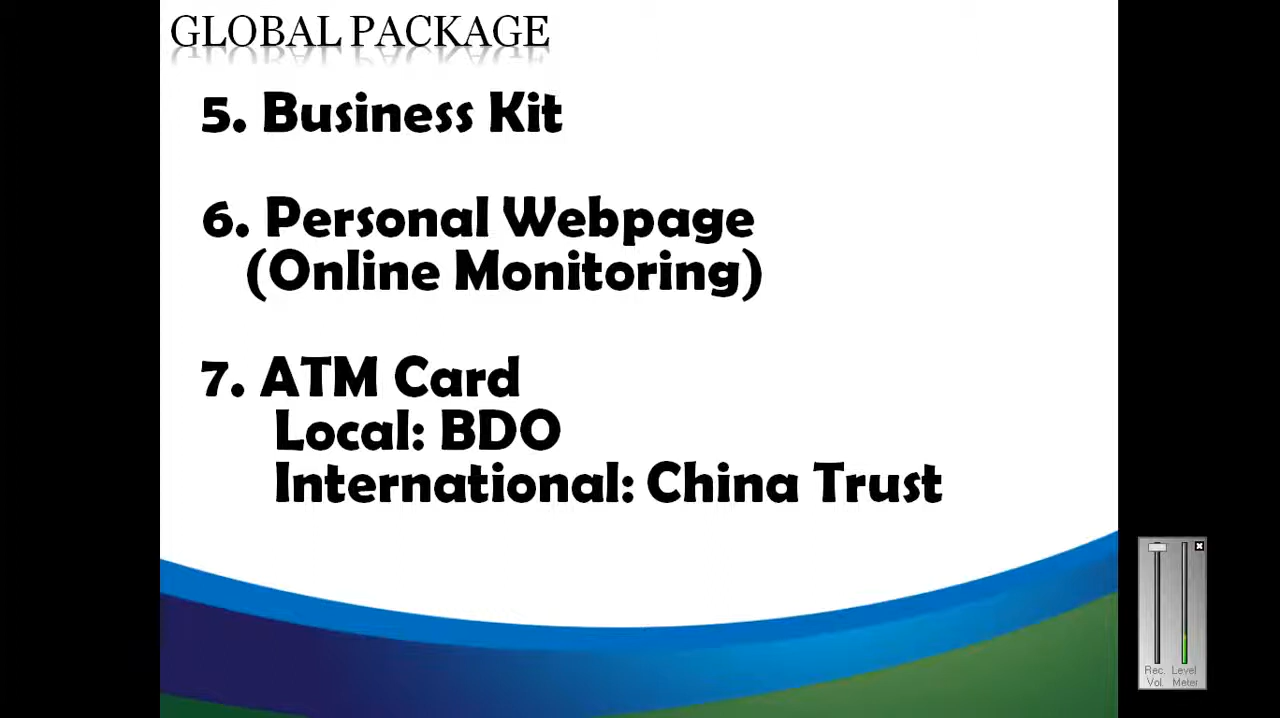 GLOBAL PACKAGE
5. Business Kit
6. Personal Webpage
(Online Monitoring)
7. ATM Card
Local: BDO
International: China Trust
Rec. Level
Vol. Meter